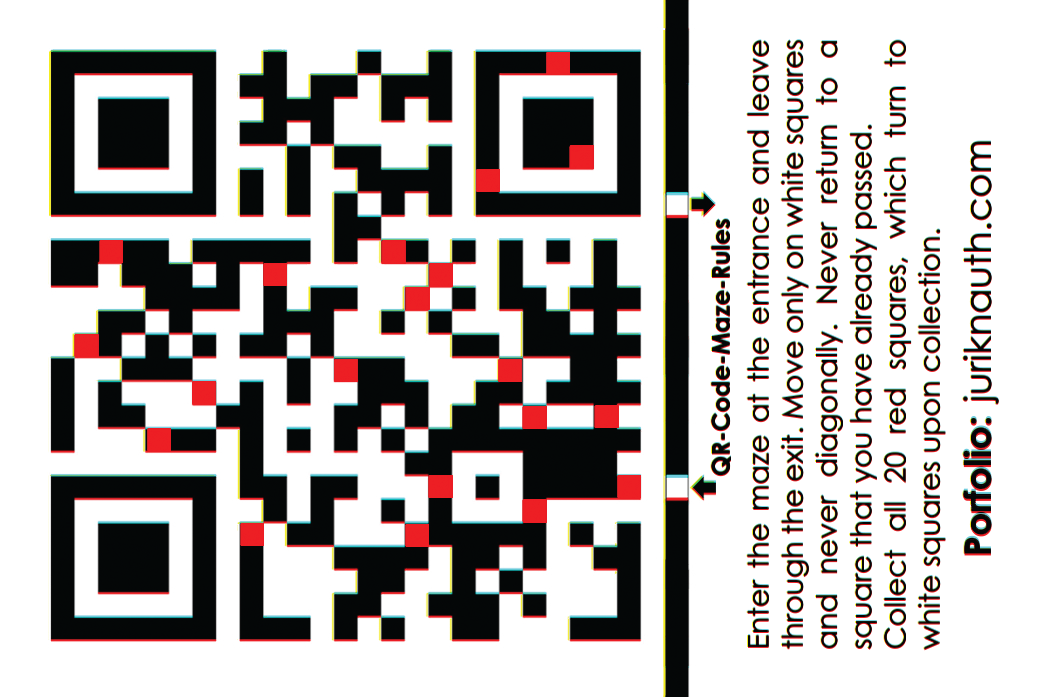 QR-Code-Maze-Rules
Enter the maze at the entrance and leave
through the exit. Move only on white squares
and never diagonally. Never return to a
square that you have already passed.
Collect all 20 red squares, which turn to
white squares upon collection.
Porfolio: juriknauth.com